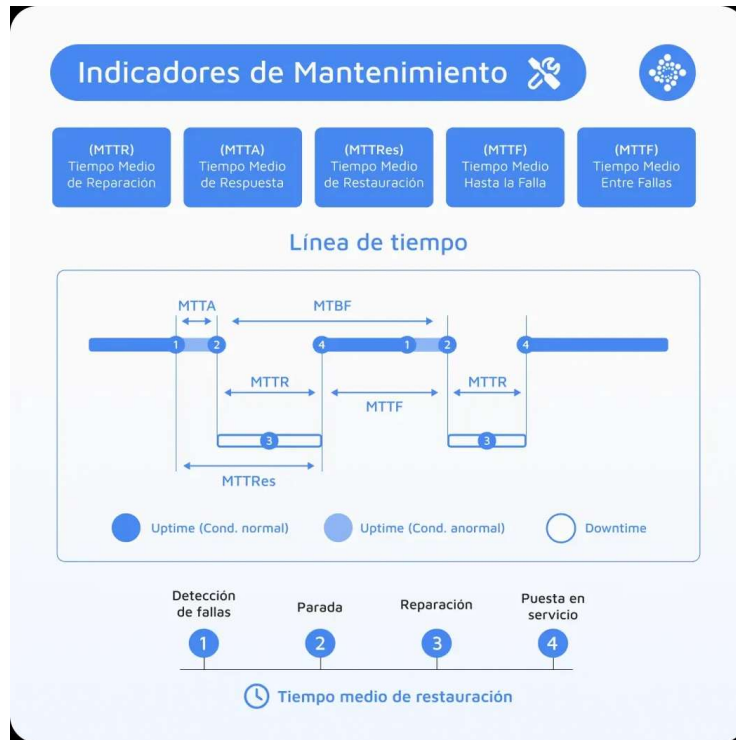 Indicadores de Mantenimiento
(MTTR)
Tiempo Medio
de Reparación
(MTTA)
Tiempo Medio
de Respuesta
(MTTRes)
Tiempo Medio
de Restauración
(MTTF)
Tiempo Medio
Hasta la Falla
(MTTF)
Tiempo Medio
Entre Fallas
Línea de tiempo
MTTA
MTBF
1
2
4
1
2
4
MTTR
MTTF
MTTR
3
3
MTTRes
Uptime (Cond. normal)
Uptime (Cond. anormal)
Downtime
Detección
de fallas
Parada
Reparación
Puesta en
servicio
1
2
3
4
Tiempo medio de restauración